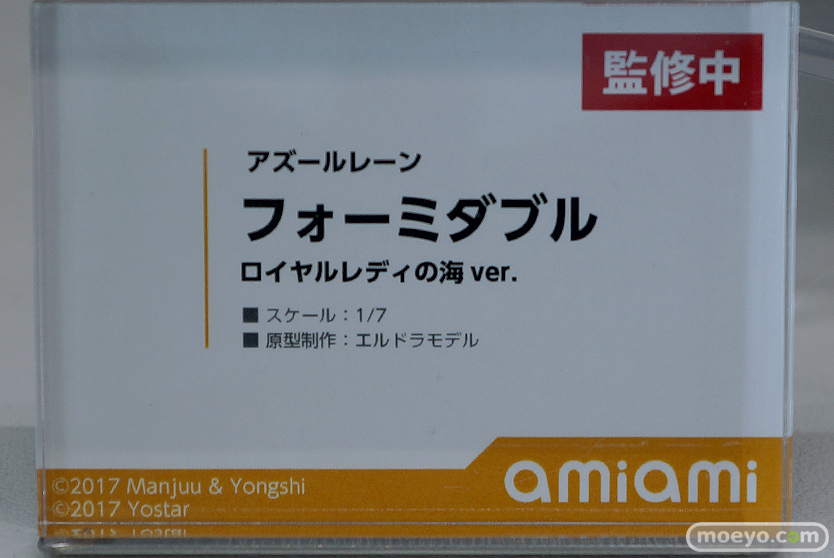 監修中
アズールレーン
フォーミダブル
ロイヤルレディの海 ver.
■ スケール：1/7
■ 原型制作：エルドラモデル
©2017 Manjuu & Yongshi
©2017 Yostar
amiami
moeyo.com